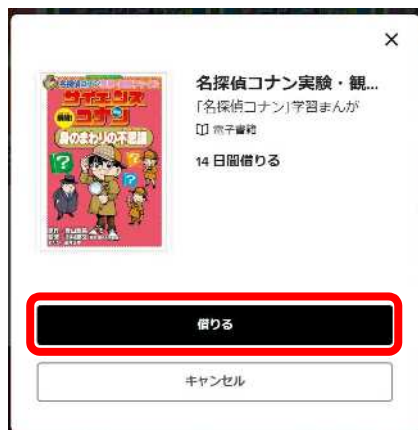 ×
名探偵コナン実験・観...
「名探偵コナン」学習まんが
電子書籍
14 日間借りる
サイエンス
コナン
身のまわりの不思議
?
?
?
借りる
キャンセル